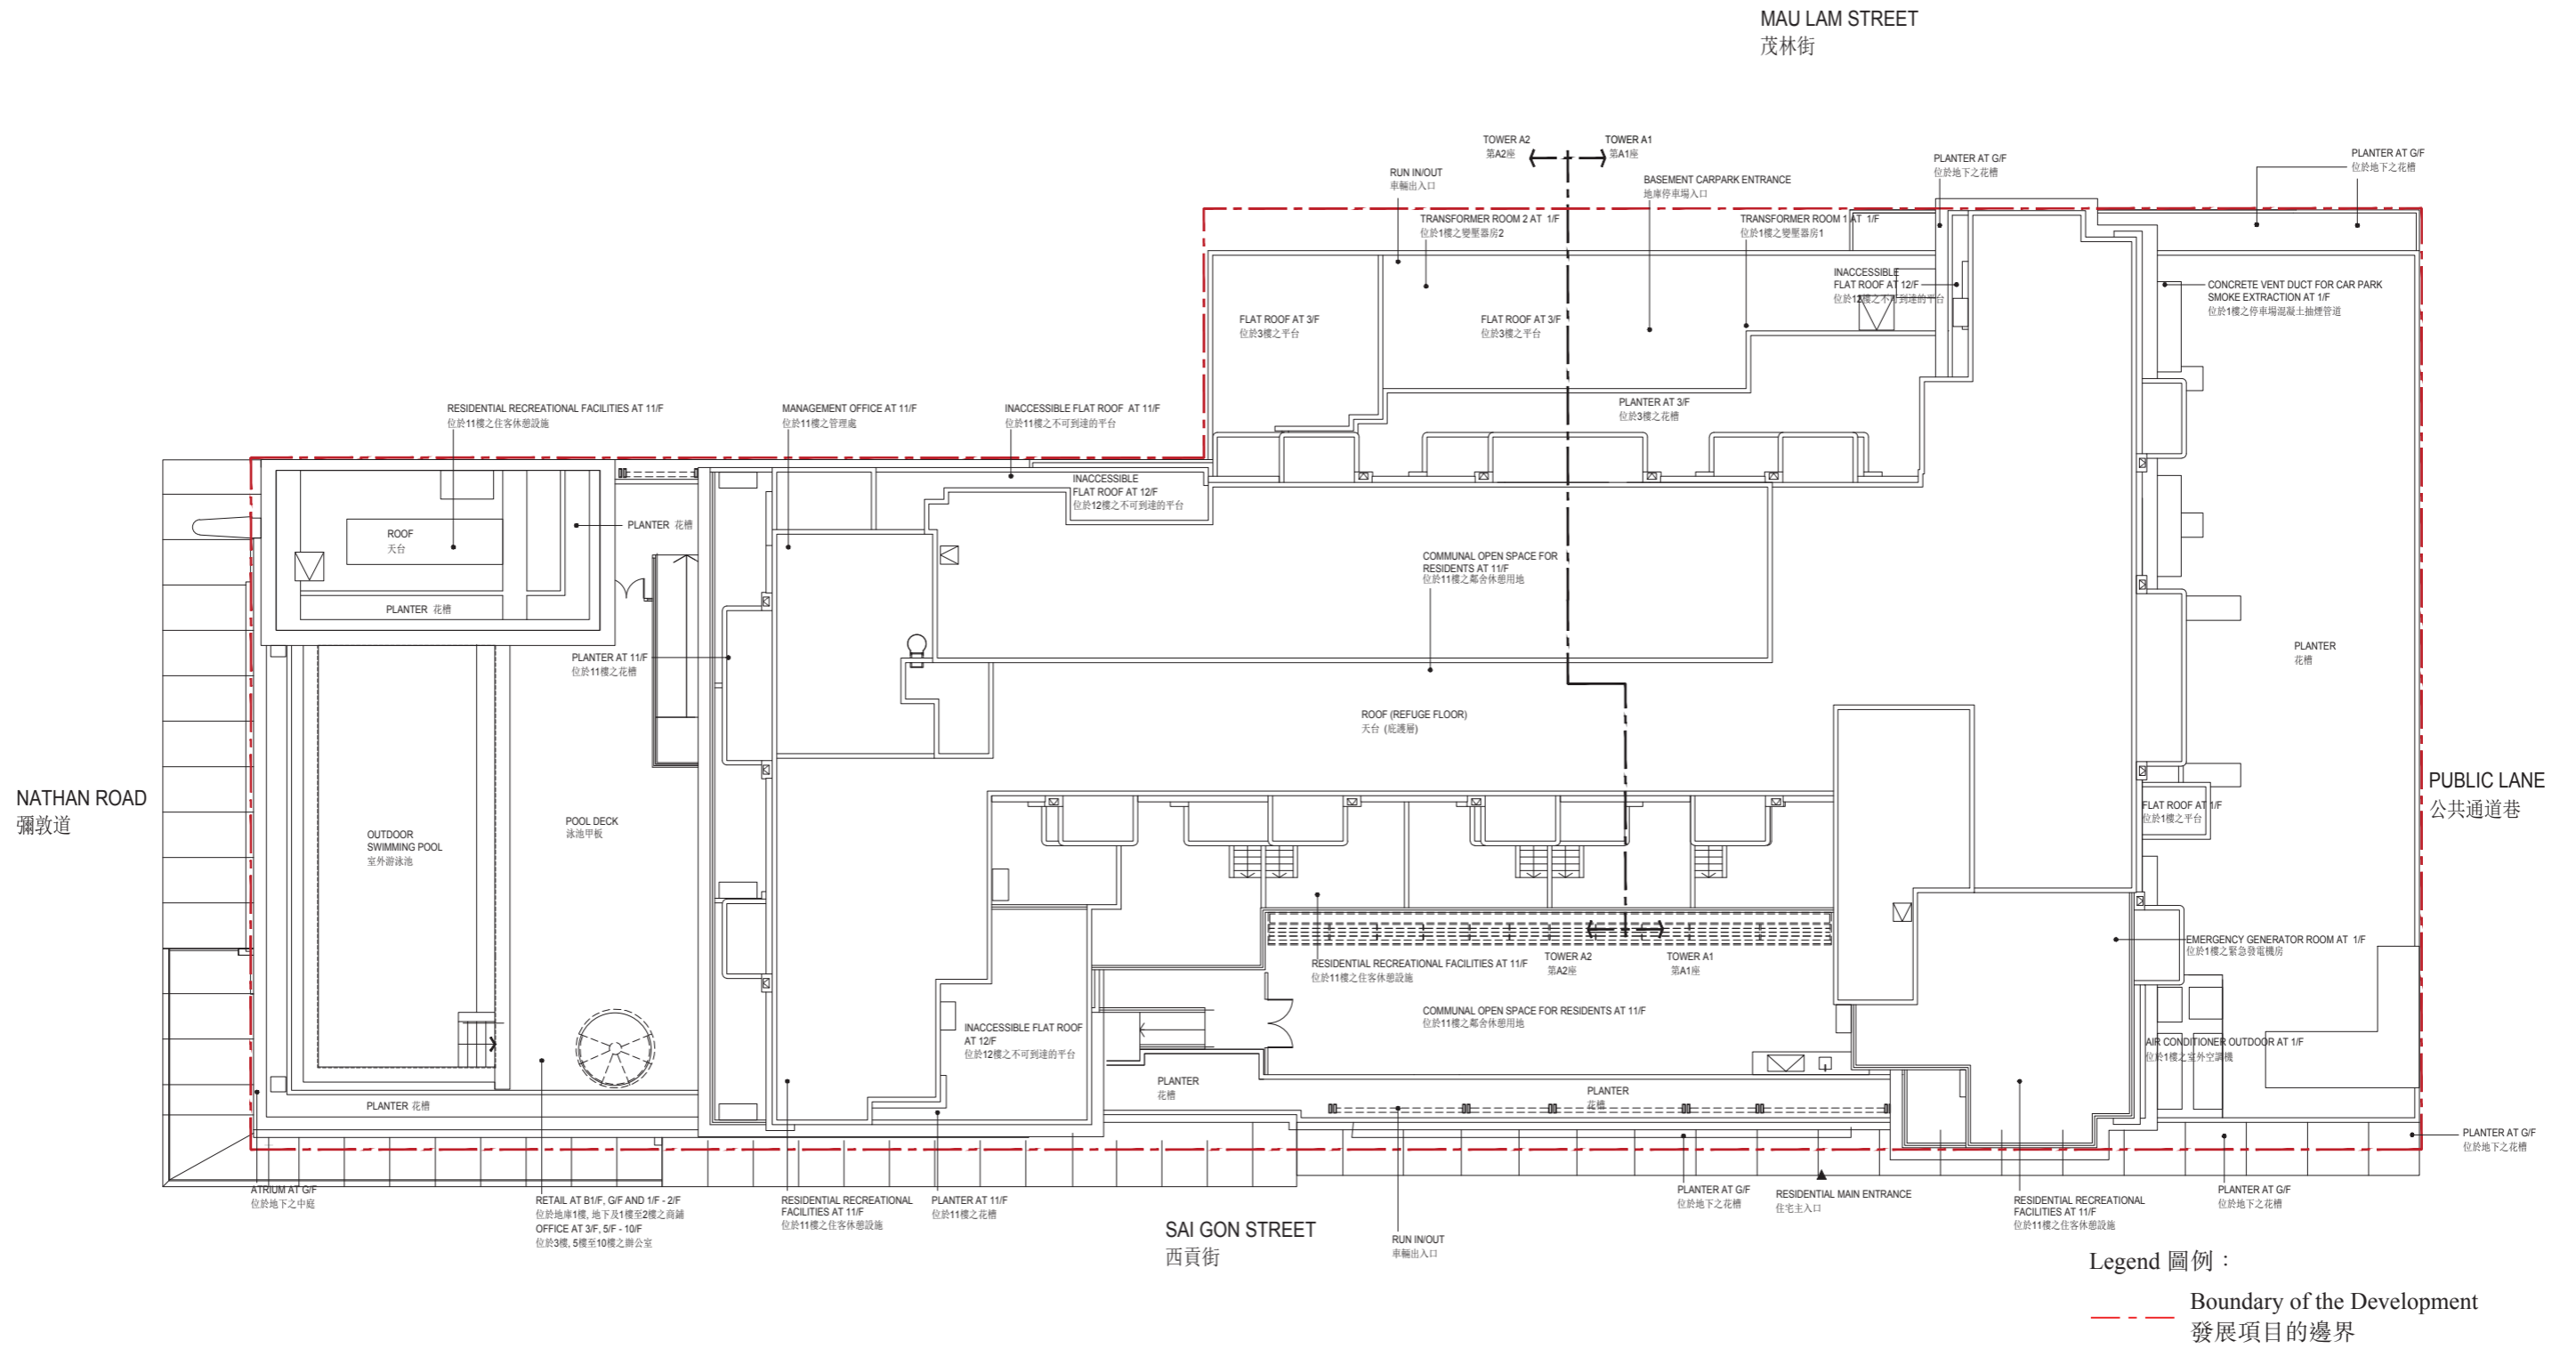 MAU LAM STREET
茂林街
TOWER A2
第A2座
TOWER A1
第A1座
PLANTER AT G/F
位於地下之花槽
PLANTER AT G/F
位於地下之花槽
RUN IN/OUT
車輛出入口
BASEMENT CARPARK ENTRANCE
地庫停車場入口
TRANSFORMER ROOM 2 AT 1/F
位於1樓之變壓器房2
TRANSFORMER ROOM 1 AT 1/F
位於1樓之變壓器房1
INACCESSIBLE
FLAT ROOF AT 12/F
位於12樓之不可到達的平台
CONCRETE VENT DUCT FOR CAR PARK
SMOKE EXTRACTION AT 1/F
位於1樓之停車場混凝土抽煙管道
FLAT ROOF AT 3/F
位於3樓之平台
FLAT ROOF AT 3/F
位於3樓之平台
RESIDENTIAL RECREATIONAL FACILITIES AT 11/F
位於11樓之住客休憩設施
MANAGEMENT OFFICE AT 11/F
位於11樓之管理處
INACCESSIBLE FLAT ROOF AT 11/F
位於11樓之不可到達的平台
PLANTER AT 3/F
位於3樓之花槽
INACCESSIBLE
FLAT ROOF AT 12/F
位於12樓之不可到達的平台
PLANTER 花槽
ROOF
天台
COMMUNAL OPEN SPACE FOR
RESIDENTS AT 11/F
位於11樓之鄰舍休憩用地
PLANTER 花槽
PLANTER AT 11/F
位於11樓之花槽
PLANTER
花槽
ROOF (REFUGE FLOOR)
天台 (庇護層)
NATHAN ROAD
彌敦道
PUBLIC LANE
公共通道巷
FLAT ROOF AT 1/F
位於1樓之平台
POOL DECK
泳池甲板
OUTDOOR
SWIMMING POOL
室外游泳池
EMERGENCY GENERATOR ROOM AT 1/F
位於1樓之緊急發電機房
RESIDENTIAL RECREATIONAL FACILITIES AT 11/F
位於11樓之住客休憩設施
TOWER A2
第A2座
TOWER A1
第A1座
COMMUNAL OPEN SPACE FOR RESIDENTS AT 11/F
位於11樓之鄰舍休憩用地
INACCESSIBLE FLAT ROOF
AT 12/F
位於12樓之不可到達的平台
AIR CONDITIONER OUTDOOR AT 1/F
位於1樓之室外空調機
PLANTER
花槽
PLANTER
花槽
PLANTER 花槽
PLANTER AT G/F
位於地下之花槽
ATRIUM AT G/F
位於地下之中庭
RETAIL AT B1/F, G/F AND 1/F - 2/F
位於地庫1樓, 地下及1樓至2樓之商鋪
OFFICE AT 3/F, 5/F - 10/F
位於3樓, 5樓至10樓之辦公室
RESIDENTIAL RECREATIONAL
FACILITIES AT 11/F
位於11樓之住客休憩設施
PLANTER AT 11/F
位於11樓之花槽
PLANTER AT G/F
位於地下之花槽
RESIDENTIAL MAIN ENTRANCE
住宅主入口
RESIDENTIAL RECREATIONAL
FACILITIES AT 11/F
位於11樓之住客休憩設施
PLANTER AT G/F
位於地下之花槽
SAI GON STREET
西貢街
RUN IN/OUT
車輛出入口
Legend 圖例：
Boundary of the Development
發展項目的邊界